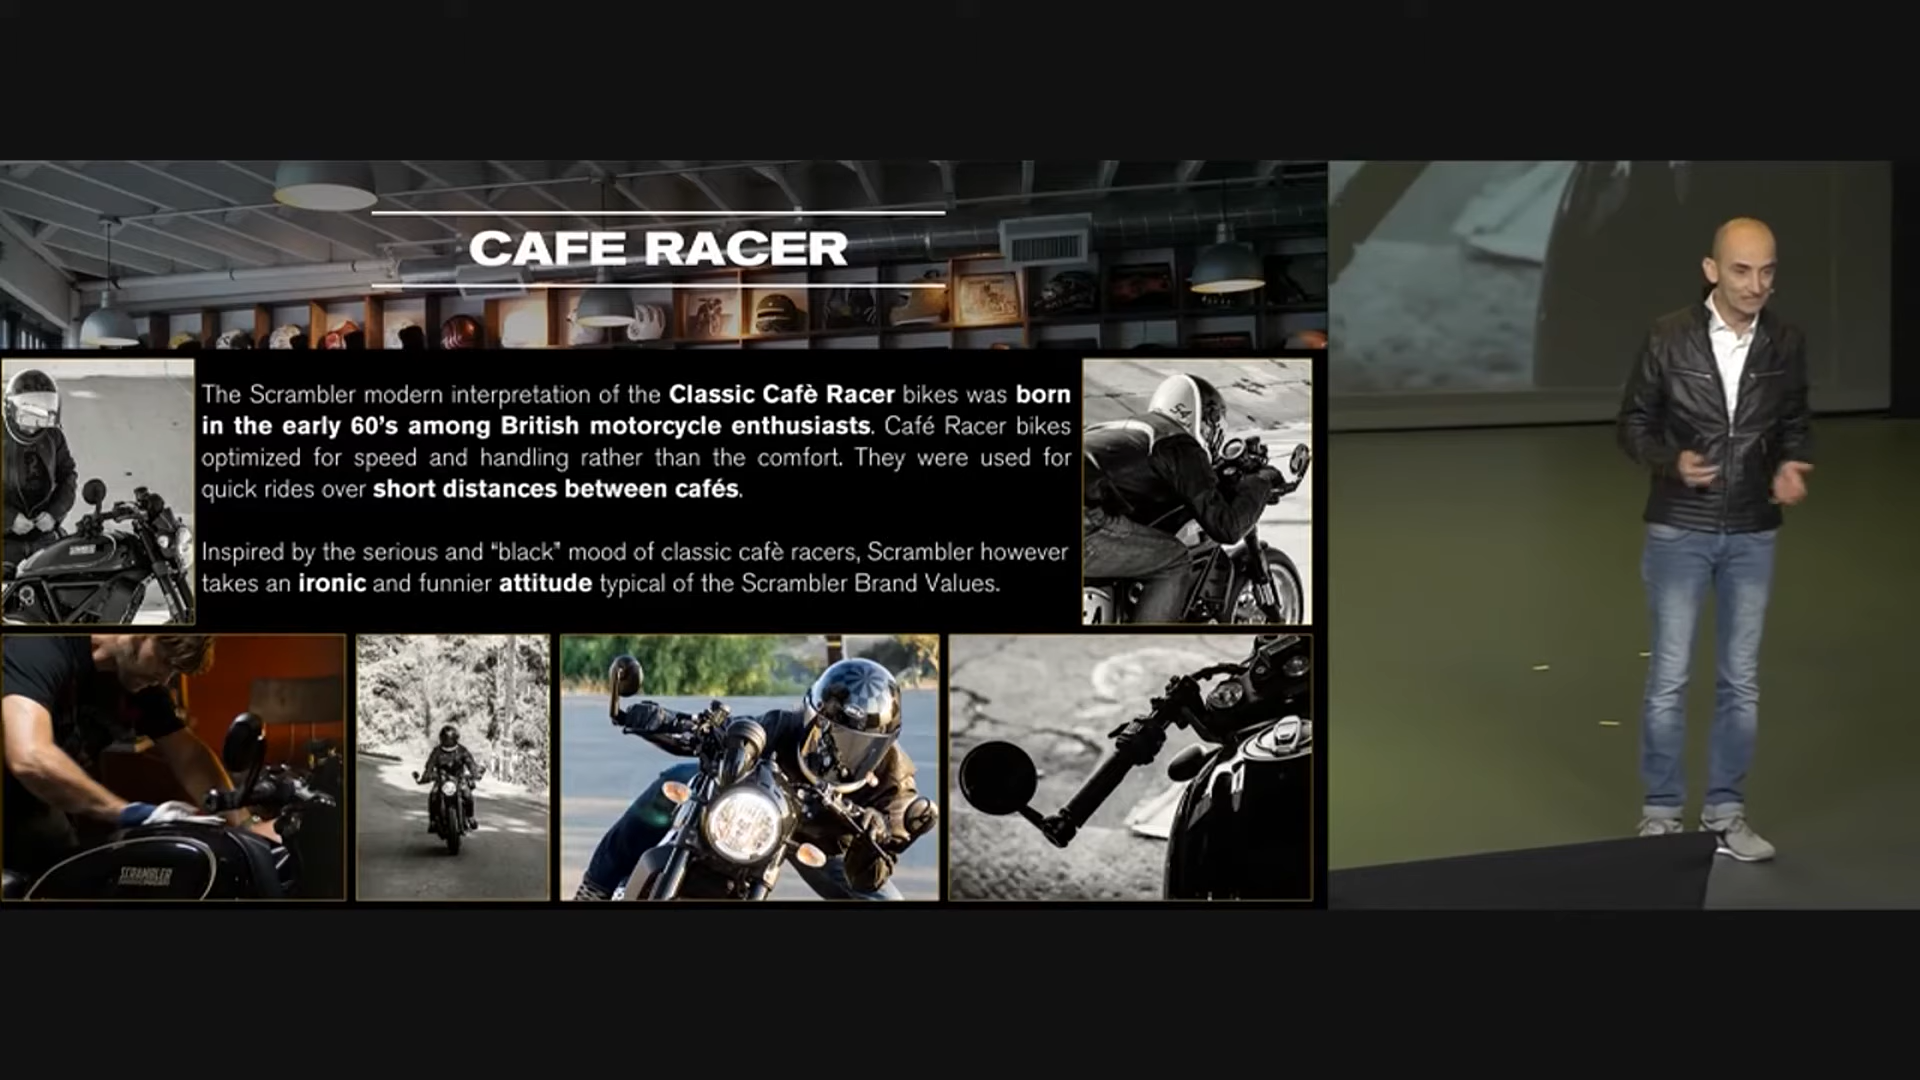 CAFE RACER
The Scrambler modern interpretation of the Classic Cafè Racer bikes was born
in the early 60's among British motorcycle enthusiasts. Café Racer bikes
optimized for speed and handling rather than the comfort. They were used for
quick rides over short distances between cafés.
Inspired by the serious and "black" mood of classic cafè racers, Scrambler however
takes an ironic and funnier attitude typical of the Scrambler Brand Values.
54
SCRAMBLER